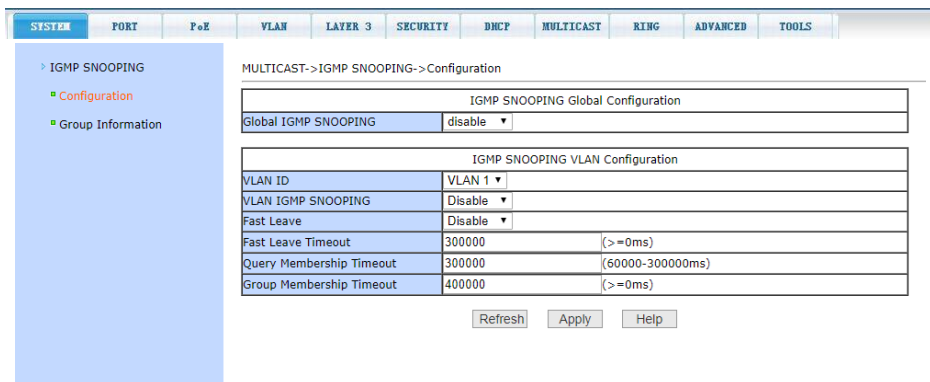 SYSTEM PORT PoE VLAN LAYER 3 SECURITY DHCP MULTICAST RING ADVANCED TOOLS
IGMP SNOOPING
Configuration
Group Information
MULTICAST->IGMP SNOOPING->Configuration
IGMP SNOOPING Global Configuration
Global IGMP SNOOPING disable
IGMP SNOOPING VLAN Configuration
VLAN ID VLAN 1
VLAN IGMP SNOOPING Disable
Fast Leave Disable
Fast Leave Timeout 300000 (>=0ms)
Query Membership Timeout 300000 (60000-300000ms)
Group Membership Timeout 400000 (>=0ms)
Refresh Apply Help